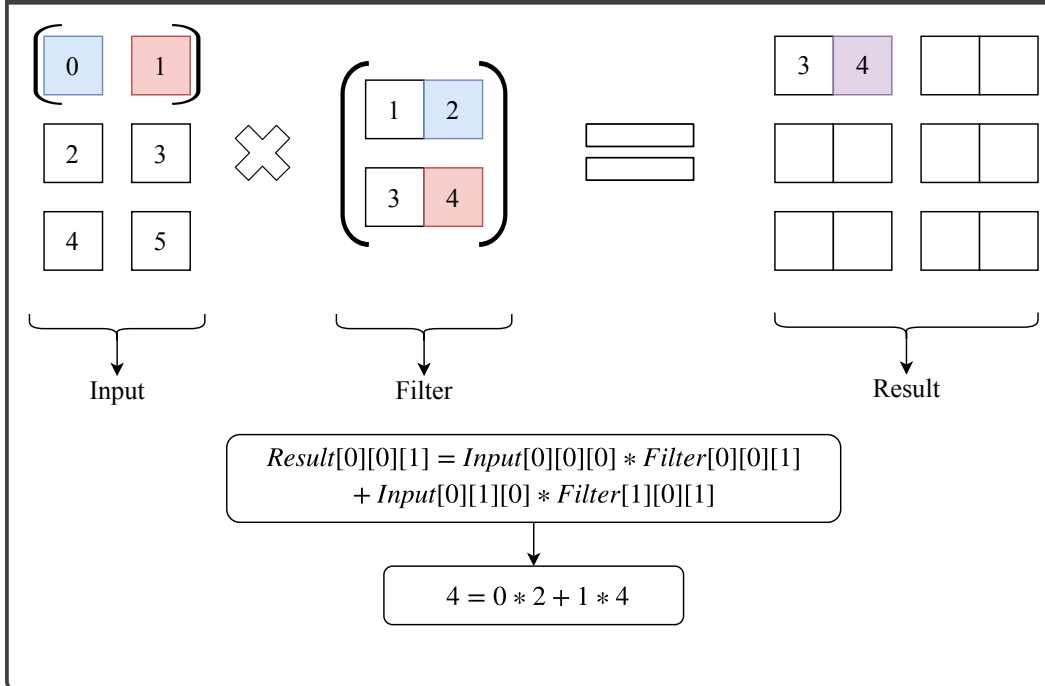 0 1
3 4
1 2
2 3
3 4
4 5
Input
Filter
Result
Result[0][0][1] = Input[0][0][0] ∗ Filter[0][0][1]
+ Input[0][1][0] ∗ Filter[1][0][1]
4 = 0 ∗ 2 + 1 ∗ 4